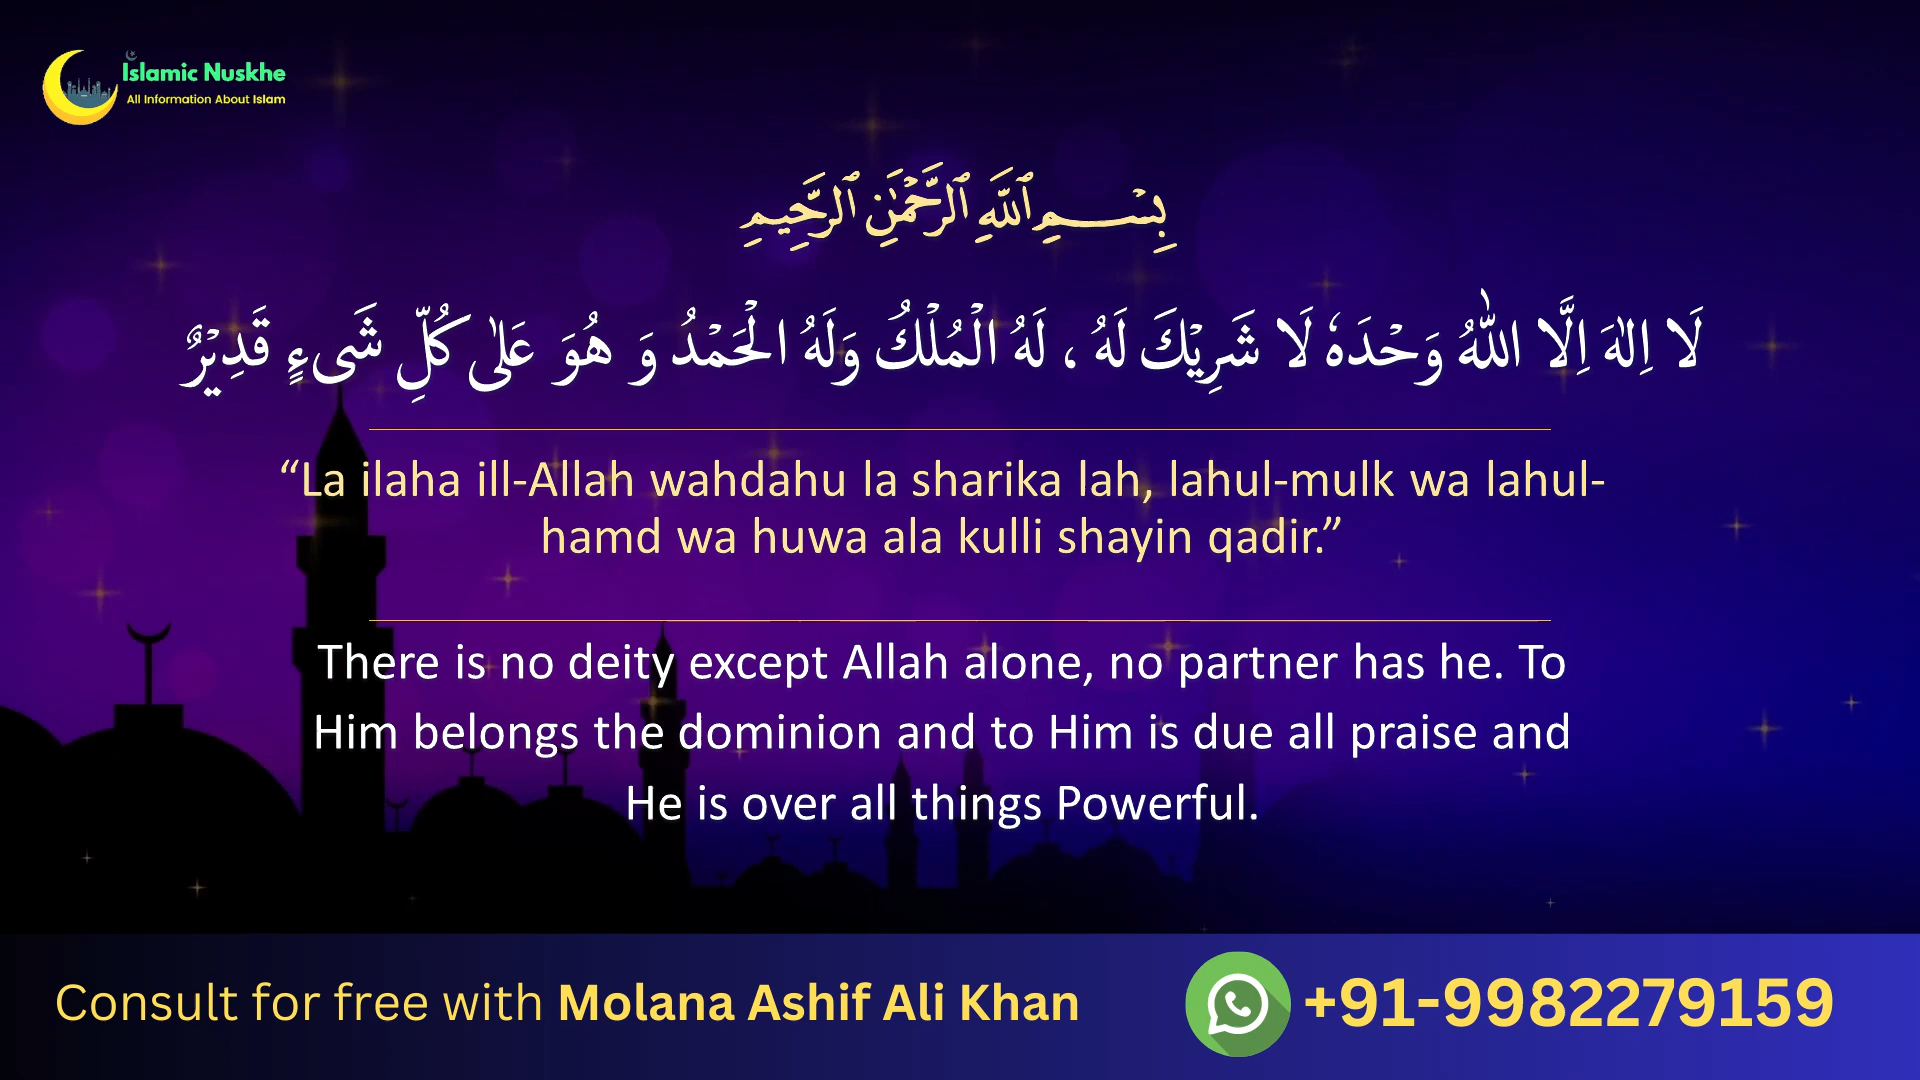 Islamic Nuskhe
All Information About Islam
بِسْـــــمِ ٱللَّهِ ٱلرَّحْمَٰنِ ٱلرَّحِيمِ
لَا اِلٰهَ اِلَّا اللّٰهُ وَحْدَهٗ لَا شَرِيْكَ لَهُ ، لَهُ الْمُلْكُ وَلَهُ الْحَمْدُ وَ هُوَ عَلٰى كُلِّ شَىءٍ قَدِيْرٌ
“La ilaha ill-Allah wahdahu la sharika lah, lahul-mulk wa lahul-
hamd wa huwa ala kulli shayin qadir.”
There is no deity except Allah alone, no partner has he. To
Him belongs the dominion and to Him is due all praise and
He is over all things Powerful.
Consult for free with Molana Ashif Ali Khan
+91-9982279159